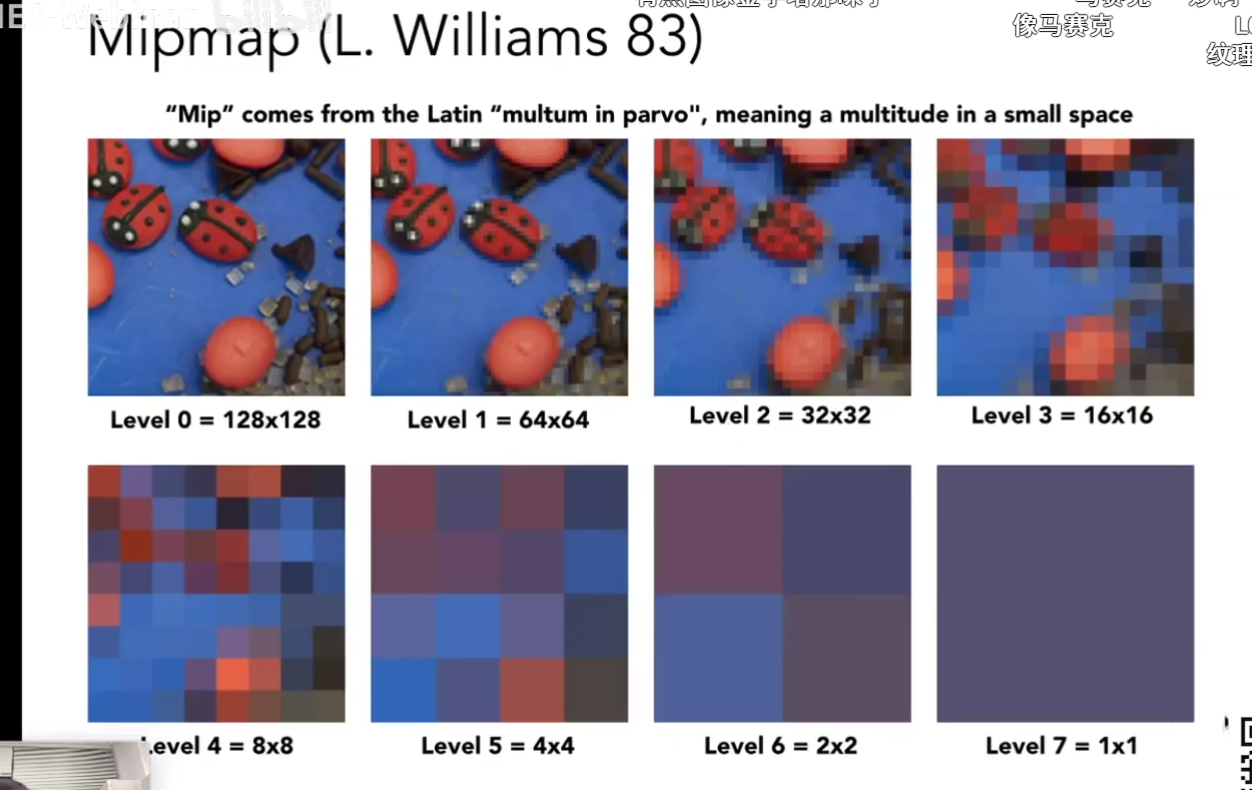 Mipmap (L. Williams 83)
像马赛克
纹理
“Mip” comes from the Latin “multum in parvo", meaning a multitude in a small space
Level 0 = 128x128
Level 1 = 64x64
Level 2 = 32x32
Level 3 = 16x16
Level 4 = 8x8
Level 5 = 4x4
Level 6 = 2x2
Level 7 = 1x1